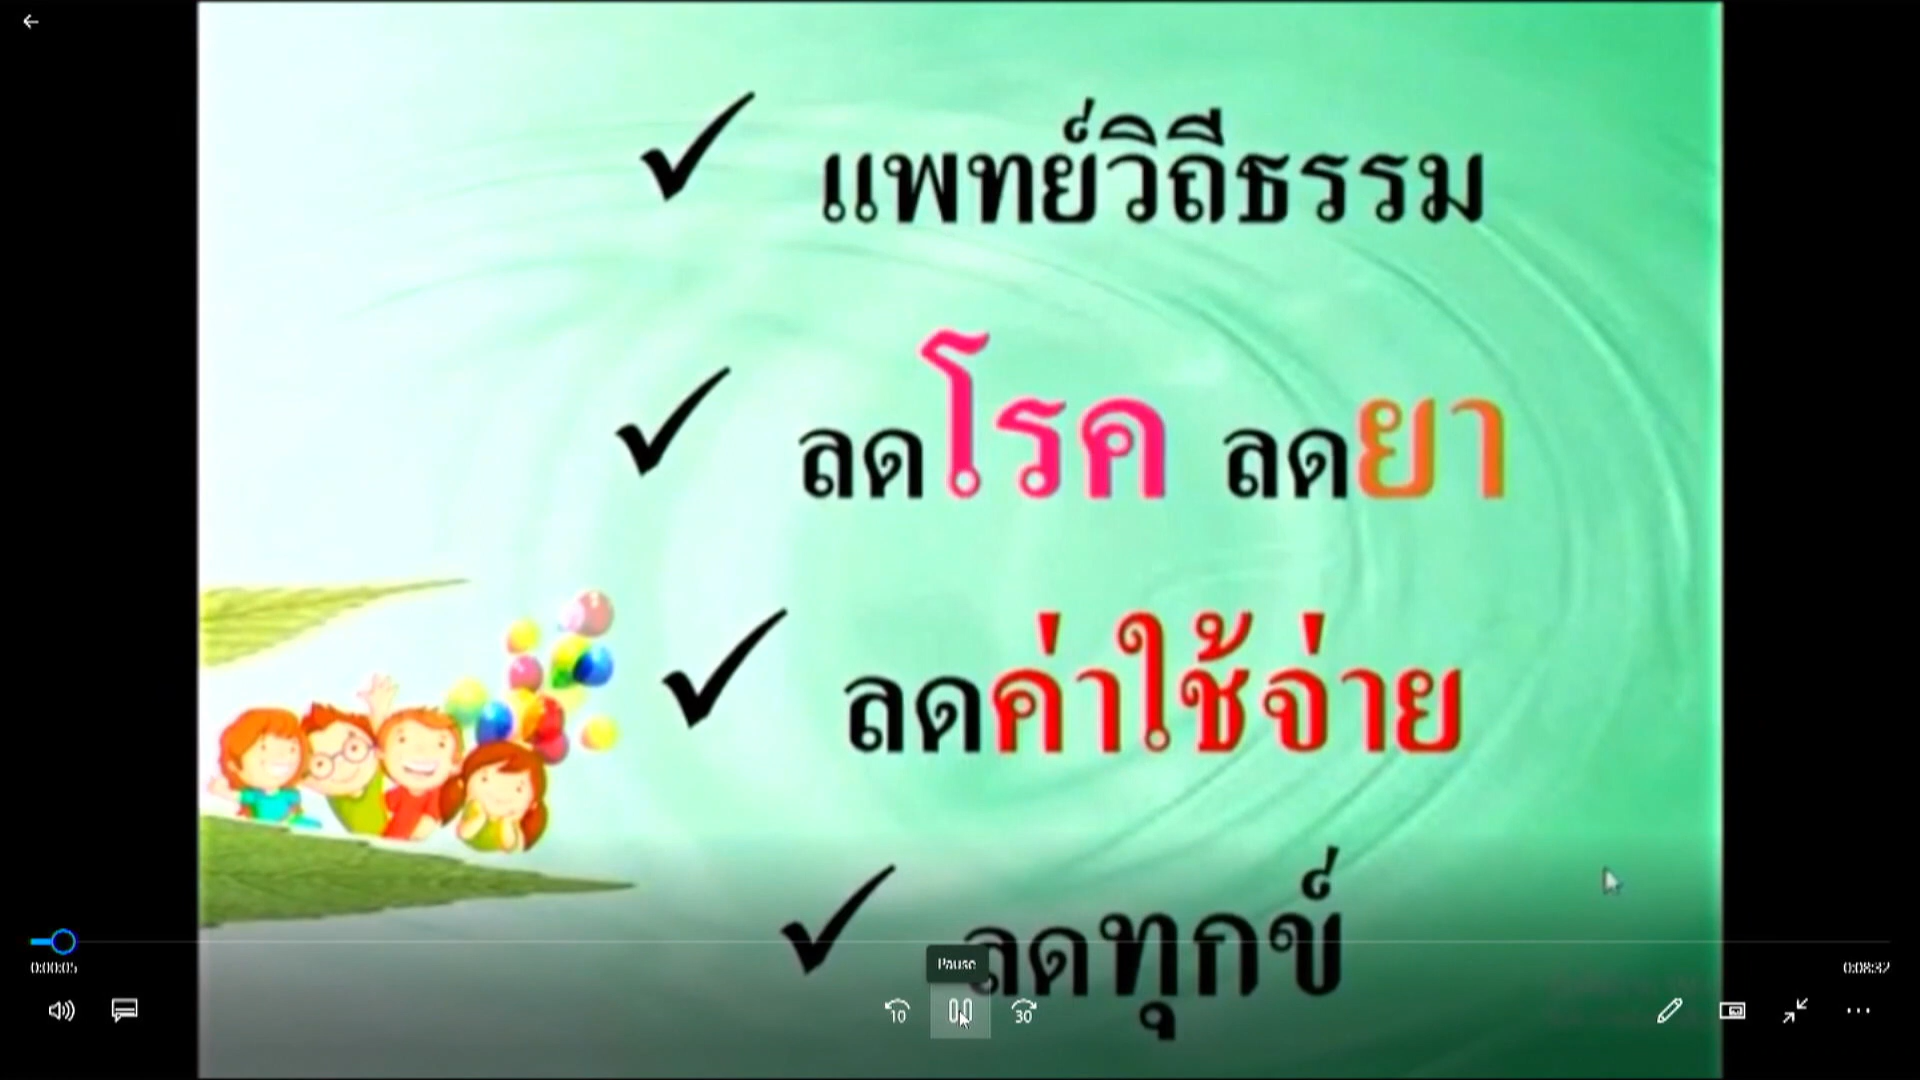 ✓ แพทย์วิถีธรรม
✓ ลดโรค ลดยา
✓ ลดค่าใช้จ่าย
✓ ลดทุกข์
Pause
0:00:05
0:08:32
10
30